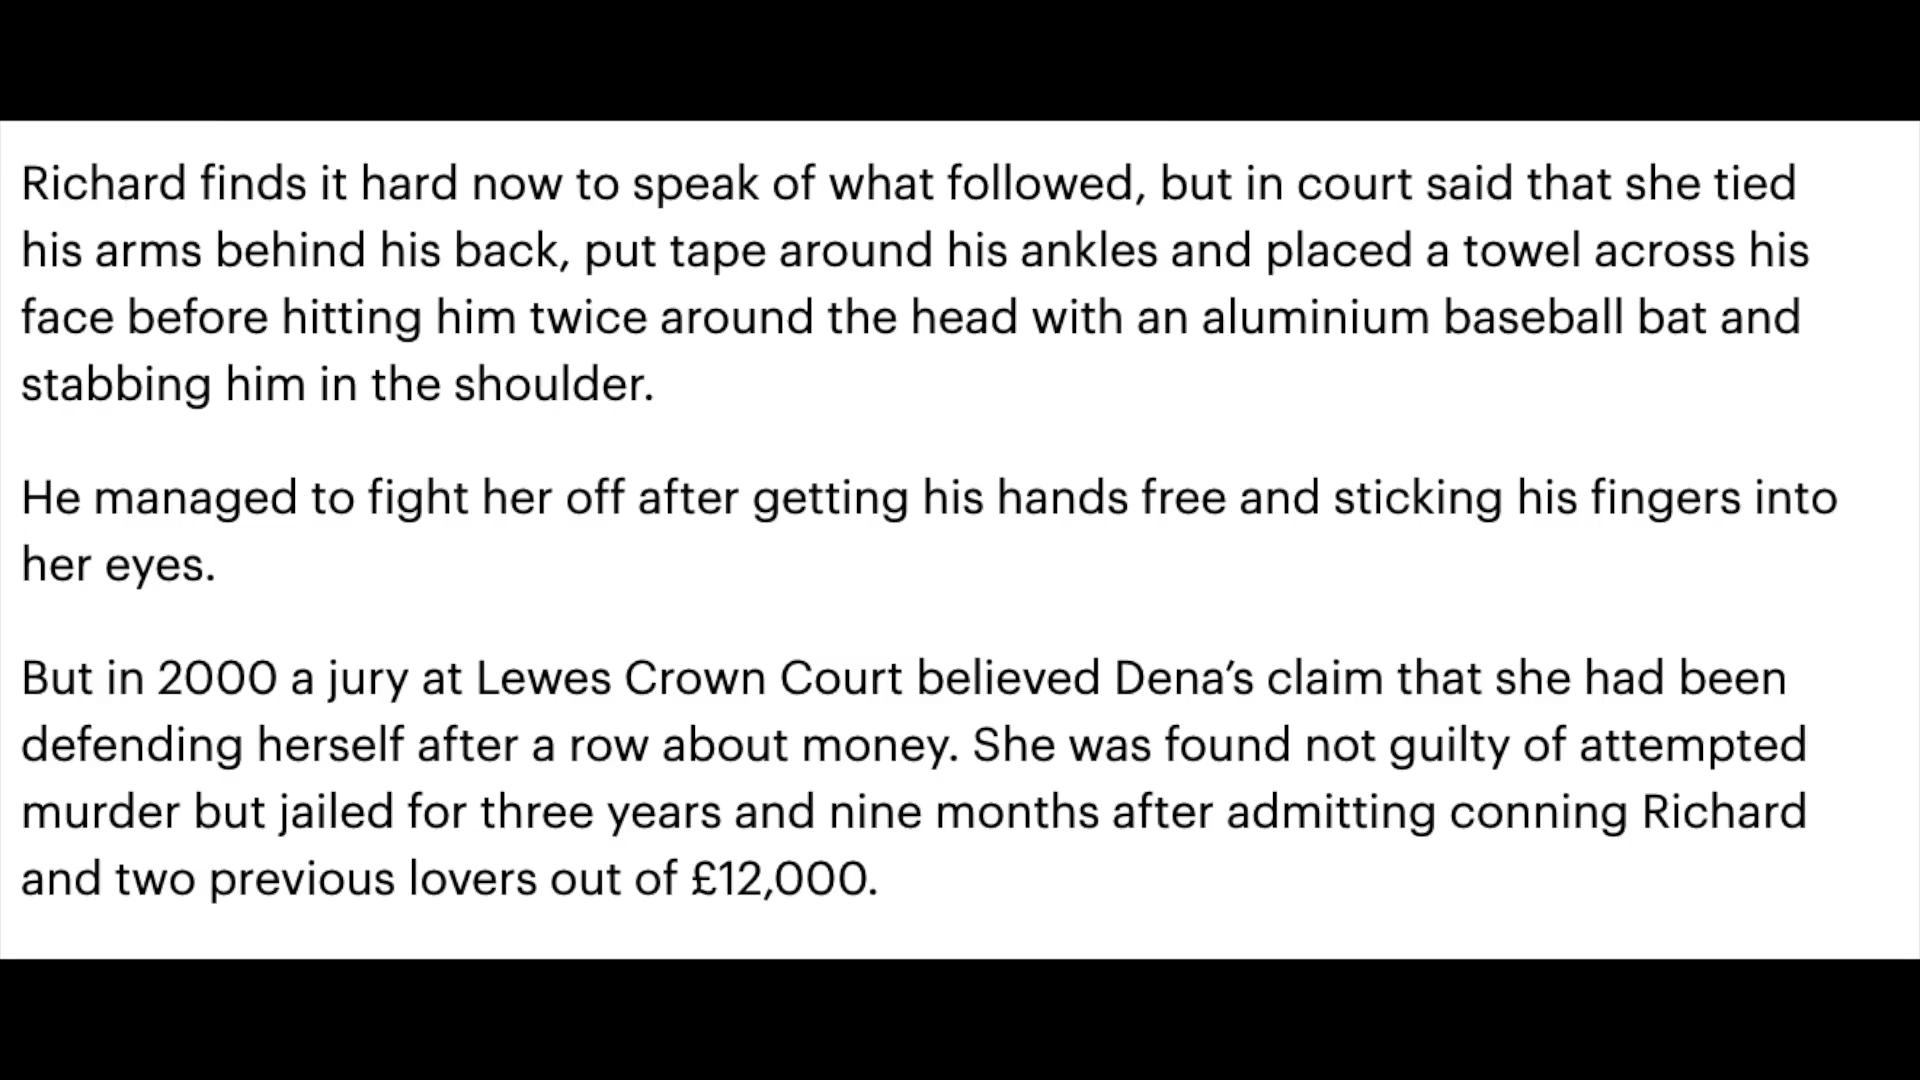 Richard finds it hard now to speak of what followed, but in court said that she tied
his arms behind his back, put tape around his ankles and placed a towel across his
face before hitting him twice around the head with an aluminium baseball bat and
stabbing him in the shoulder.
He managed to fight her off after getting his hands free and sticking his fingers into
her eyes.
But in 2000 a jury at Lewes Crown Court believed Dena’s claim that she had been
defending herself after a row about money. She was found not guilty of attempted
murder but jailed for three years and nine months after admitting conning Richard
and two previous lovers out of £12,000.